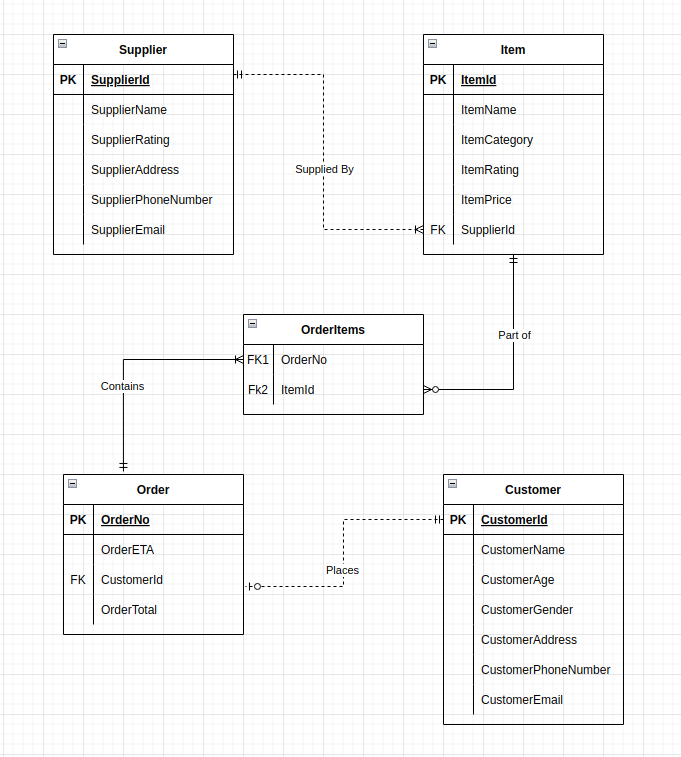 Supplier
PK SupplierId
SupplierName
SupplierRating
SupplierAddress
SupplierPhoneNumber
SupplierEmail
Item
PK ItemId
ItemName
ItemCategory
ItemRating
ItemPrice
FK SupplierId
Supplied By
Part of
OrderItems
FK1 OrderNo
Fk2 ItemId
Contains
Order
PK OrderNo
OrderETA
FK CustomerId
OrderTotal
Places
Customer
PK CustomerId
CustomerName
CustomerAge
CustomerGender
CustomerAddress
CustomerPhoneNumber
CustomerEmail